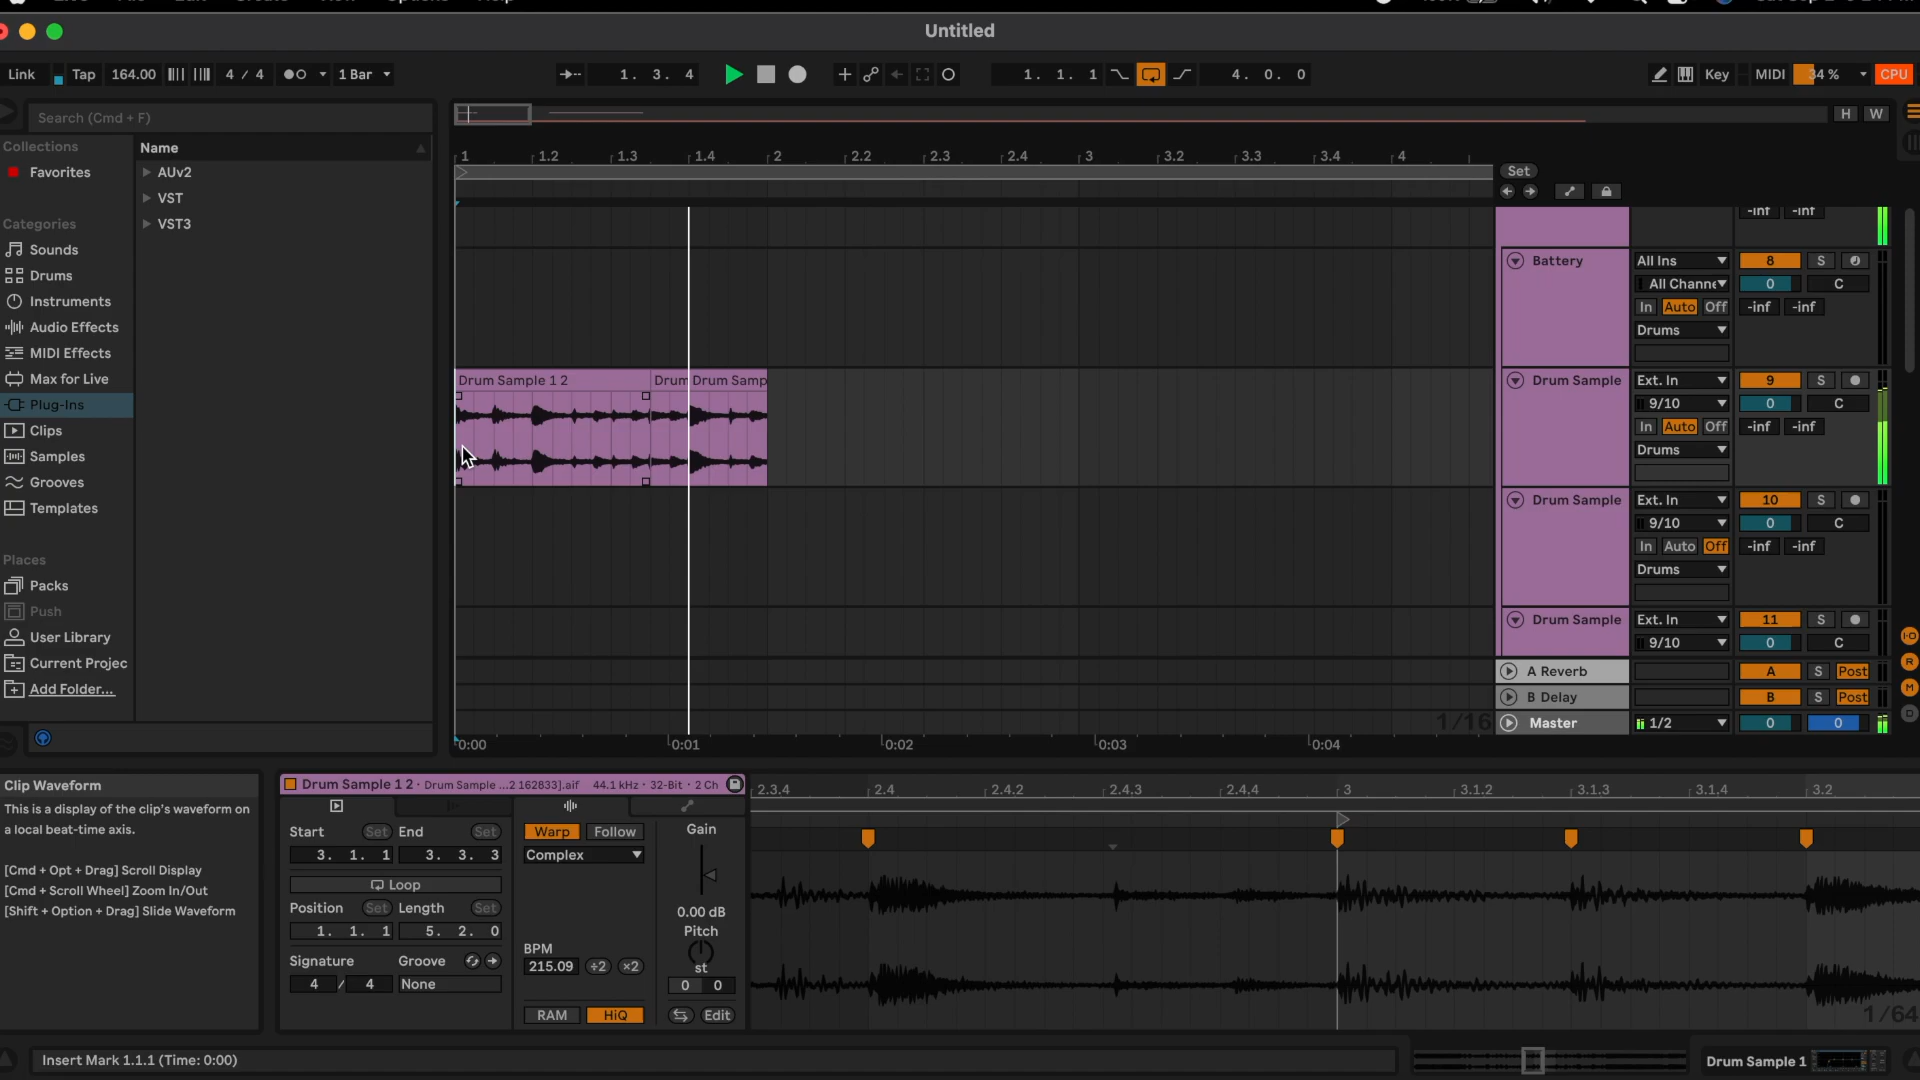 Untitled
Link Tap 164.00 4 / 4 1 Bar 1. 3. 4 1. 1. 1 4. 0. 0 Key MIDI 34 % CPU
Search (Cmd + F)
H W
Collections
Name
1 1.2 1.3 1.4 2 2.2 2.3 2.4 3 3.2 3.3 3.4 4
Set
Favorites
AUv2
VST
VST3
Categories
Sounds
Drums
Instruments
Audio Effects
MIDI Effects
Max for Live
Plug-Ins
Clips
Samples
Grooves
Templates
Places
Packs
Push
User Library
Current Projec
Add Folder...
-inf -inf
Battery All Ins 8 S
All Channe 0 C
In Auto Off -inf -inf
Drums
Drum Sample 1 2 Drum Drum Samp
Drum Sample Ext. In 9 S
9/10 0 C
In Auto Off -inf -inf
Drums
Drum Sample Ext. In 10 S
9/10 0 C
In Auto Off -inf -inf
Drums
Drum Sample Ext. In 11 S
9/10 0 C
A Reverb A S Post
B Delay B S Post
1/16 Master 1/2 0 0
I-O
R
M
D
0:00 0:01 0:02 0:03 0:04
Clip Waveform
This is a display of the clip's waveform on
a local beat-time axis.
[Cmd + Opt + Drag] Scroll Display
[Cmd + Scroll Wheel] Zoom In/Out
[Shift + Option + Drag] Slide Waveform
Drum Sample 1 2 · Drum Sample ...2 162833].aif 44.1 kHz · 32-Bit · 2 Ch
Start Set End Set
3. 1. 1 3. 3. 3
Loop
Position Set Length Set
1. 1. 1 5. 2. 0
Signature Groove
4 / 4 None
Warp Follow
Complex
BPM
215.09 ÷2 ×2
RAM HiQ
Gain
0.00 dB
Pitch
st
0 0
Edit
2.3.4 2.4 2.4.2 2.4.3 2.4.4 3 3.1.2 3.1.3 3.1.4 3.2
1/64
Insert Mark 1.1.1 (Time: 0:00)
Drum Sample 1